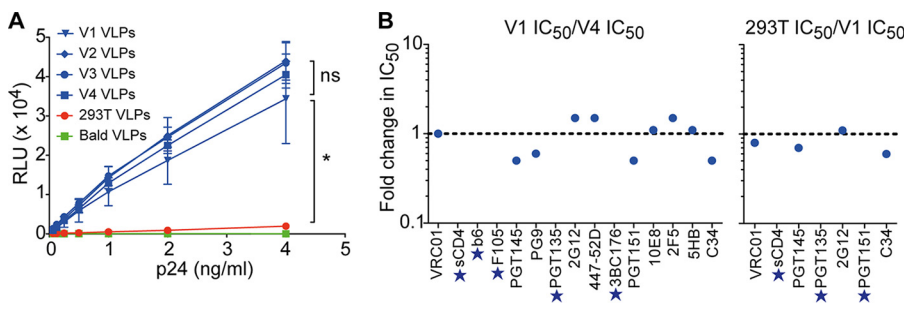 A
RLU (x 10⁴)
5
4
3
2
1
0
V1 VLPs
V2 VLPs
V3 VLPs
V4 VLPs
293T VLPs
Bald VLPs
ns
*
0
1
2
3
4
5
p24 (ng/ml)
B
V1 IC50/V4 IC50
Fold change in IC50
10
1
0.1
VRC01
sCD4
b6
F105
PGT145
PG9
PGT135
2G12
447-52D
3BC176
PGT151
10E8
2F5
5HB
C34
293T IC50/V1 IC50
VRC01
sCD4
PGT145
PGT135
2G12
PGT151
C34